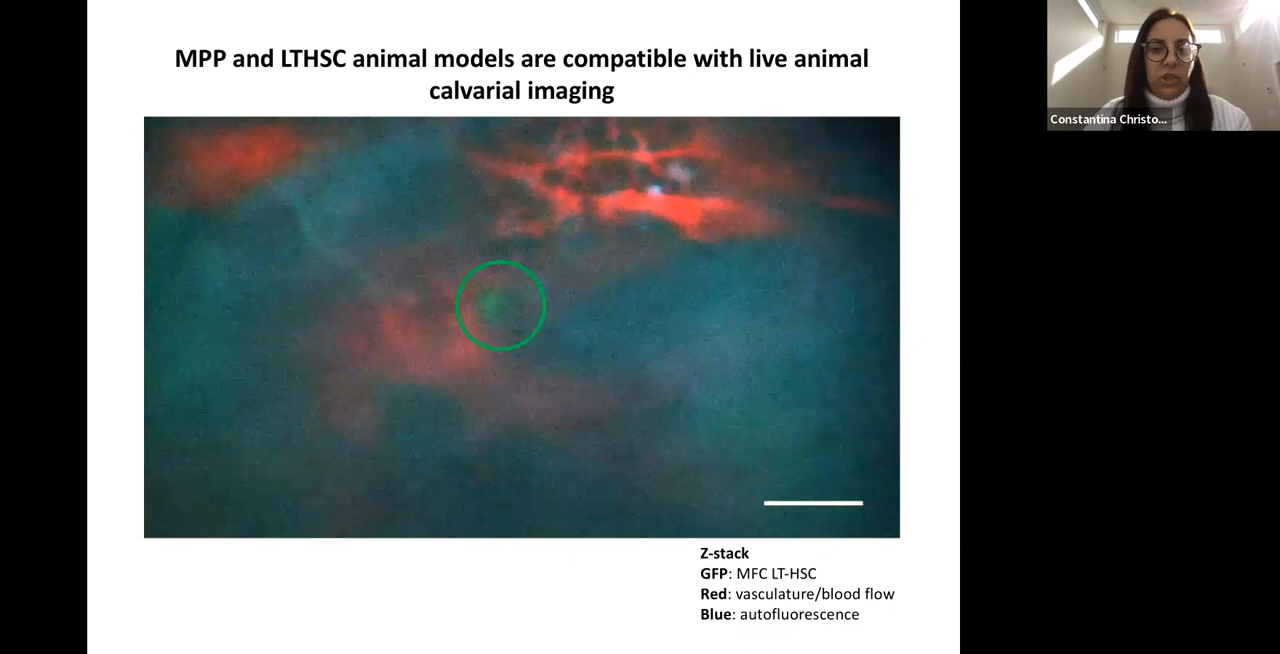 MPP and LTHSC animal models are compatible with live animal
calvarial imaging
Constantina Christo...
Z-stack
GFP: MFC LT-HSC
Red: vasculature/blood flow
Blue: autofluorescence